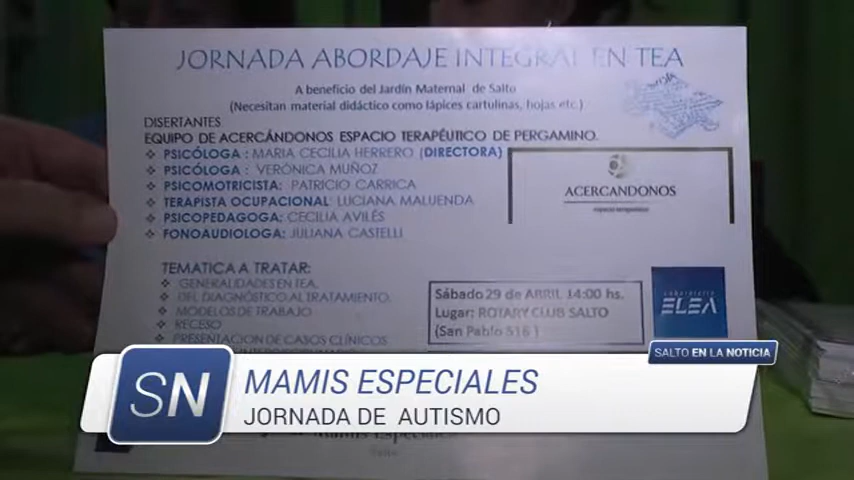 JORNADA ABORDAJE INTEGRAL EN TEA
A beneficio del Jardín Maternal de Salto
(Necesitan material didáctico como lápices cartulinas, hojas etc.)
DISERTANTES
EQUIPO DE ACERCÁNDONOS ESPACIO TERAPÉUTICO DE PERGAMINO.
PSICÓLOGA : MARIA CECILIA HERRERO (DIRECTORA)
PSICÓLOGA : VERÓNICA MUÑOZ
PSICOMOTRICISTA: PATRICIO CARRICA
TERAPISTA OCUPACIONAL: LUCIANA MALUENDA
PSICOPEDAGOGA: CECILIA AVILÉS
FONOAUDIOLOGA: JULIANA CASTELLI
ACERCANDONOS
espacio terapéutico
TEMATICA A TRATAR:
GENERALIDADES EN TEA.
DEL DIAGNÓSTICO AL TRATAMIENTO.
MODELOS DE TRABAJO
RECESO
PRESENTACION DE CASOS CLÍNICOS
Sábado 29 de ABRIL 14:00 hs.
Lugar: ROTARY CLUB SALTO
(San Pablo 516 )
Laboratorio
ELEA
SALTO EN LA NOTICIA
SN
MAMIS ESPECIALES
JORNADA DE AUTISMO